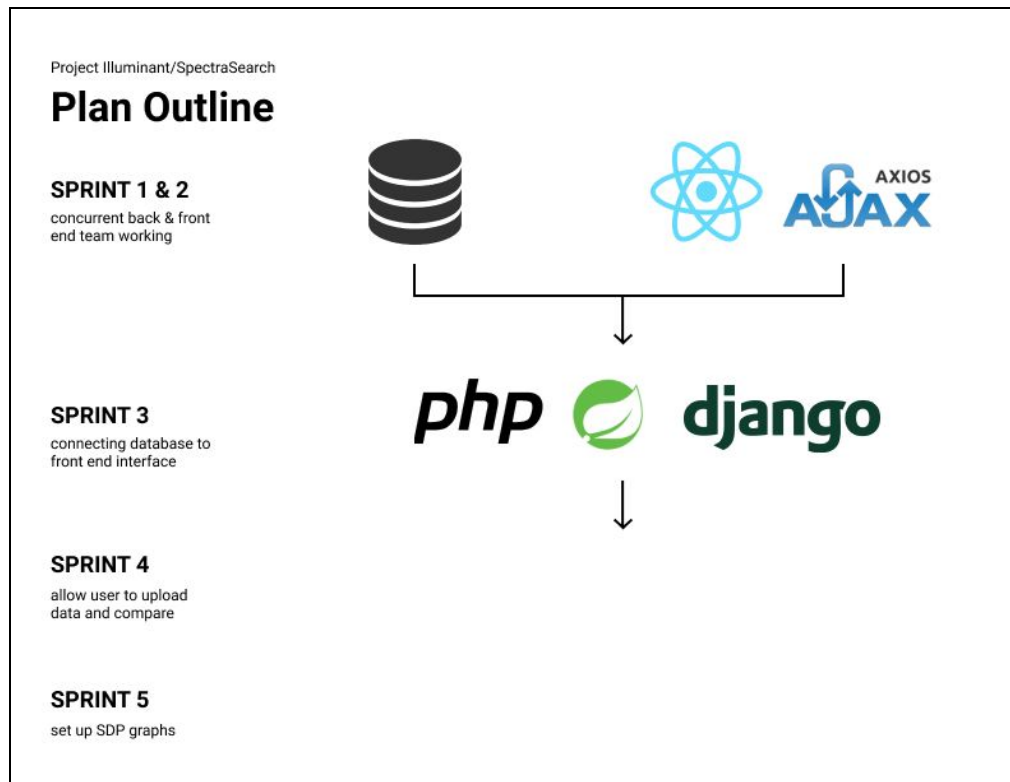 Project Illuminant/SpectraSearch
Plan Outline
SPRINT 1 & 2
concurrent back & front
end team working
AXIOS
AJAX
SPRINT 3
connecting database to
front end interface
php
django
SPRINT 4
allow user to upload
data and compare
SPRINT 5
set up SDP graphs